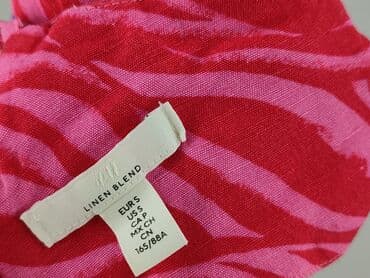 H&M
LINEN BLEND
EUR S
US S
CA P
MX CH
CN
165/88A